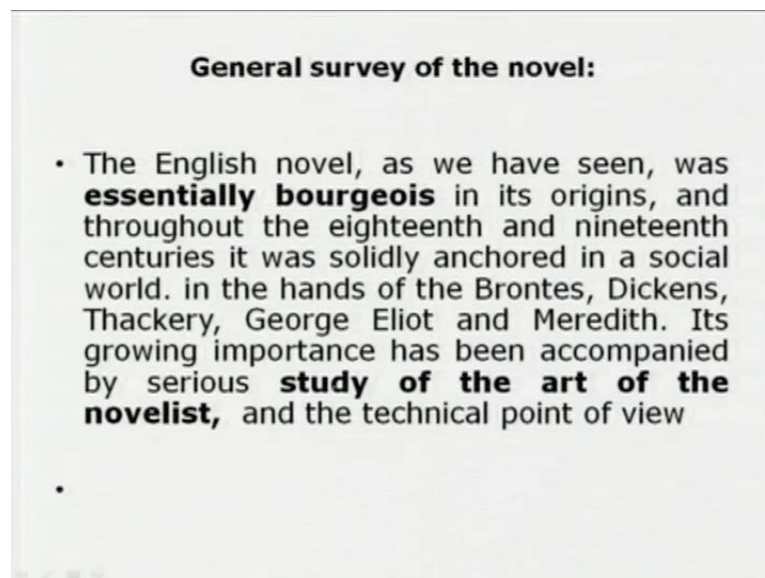 General survey of the novel:
• The English novel, as we have seen, was
essentially bourgeois in its origins, and
throughout the eighteenth and nineteenth
centuries it was solidly anchored in a social
world. in the hands of the Brontes, Dickens,
Thackery, George Eliot and Meredith. Its
growing importance has been accompanied
by serious study of the art of the
novelist, and the technical point of view
•